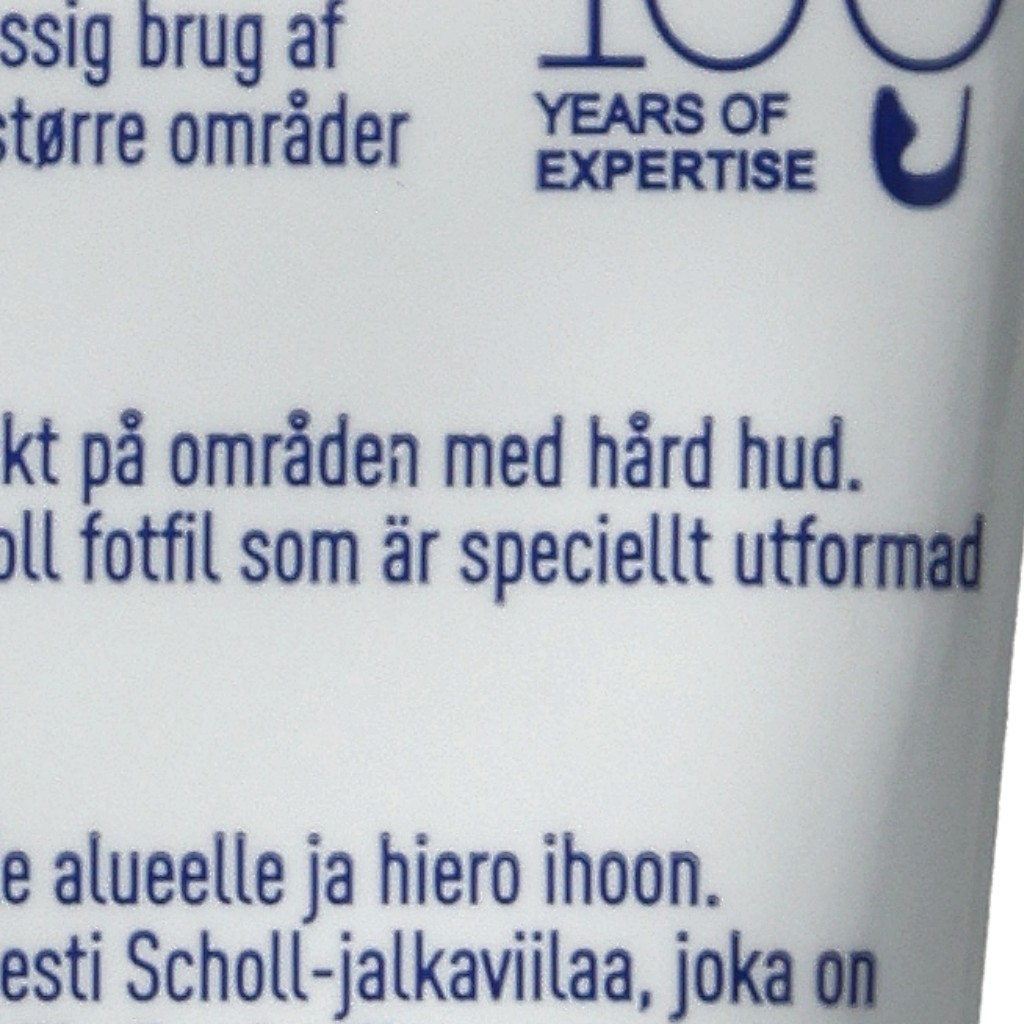 ssig brug af
større områder
100
YEARS OF
EXPERTISE
kt på områden med hård hud.
oll fotfil som är speciellt utformad
e alueelle ja hiero ihoon.
esti Scholl-jalkaviilaa, joka on